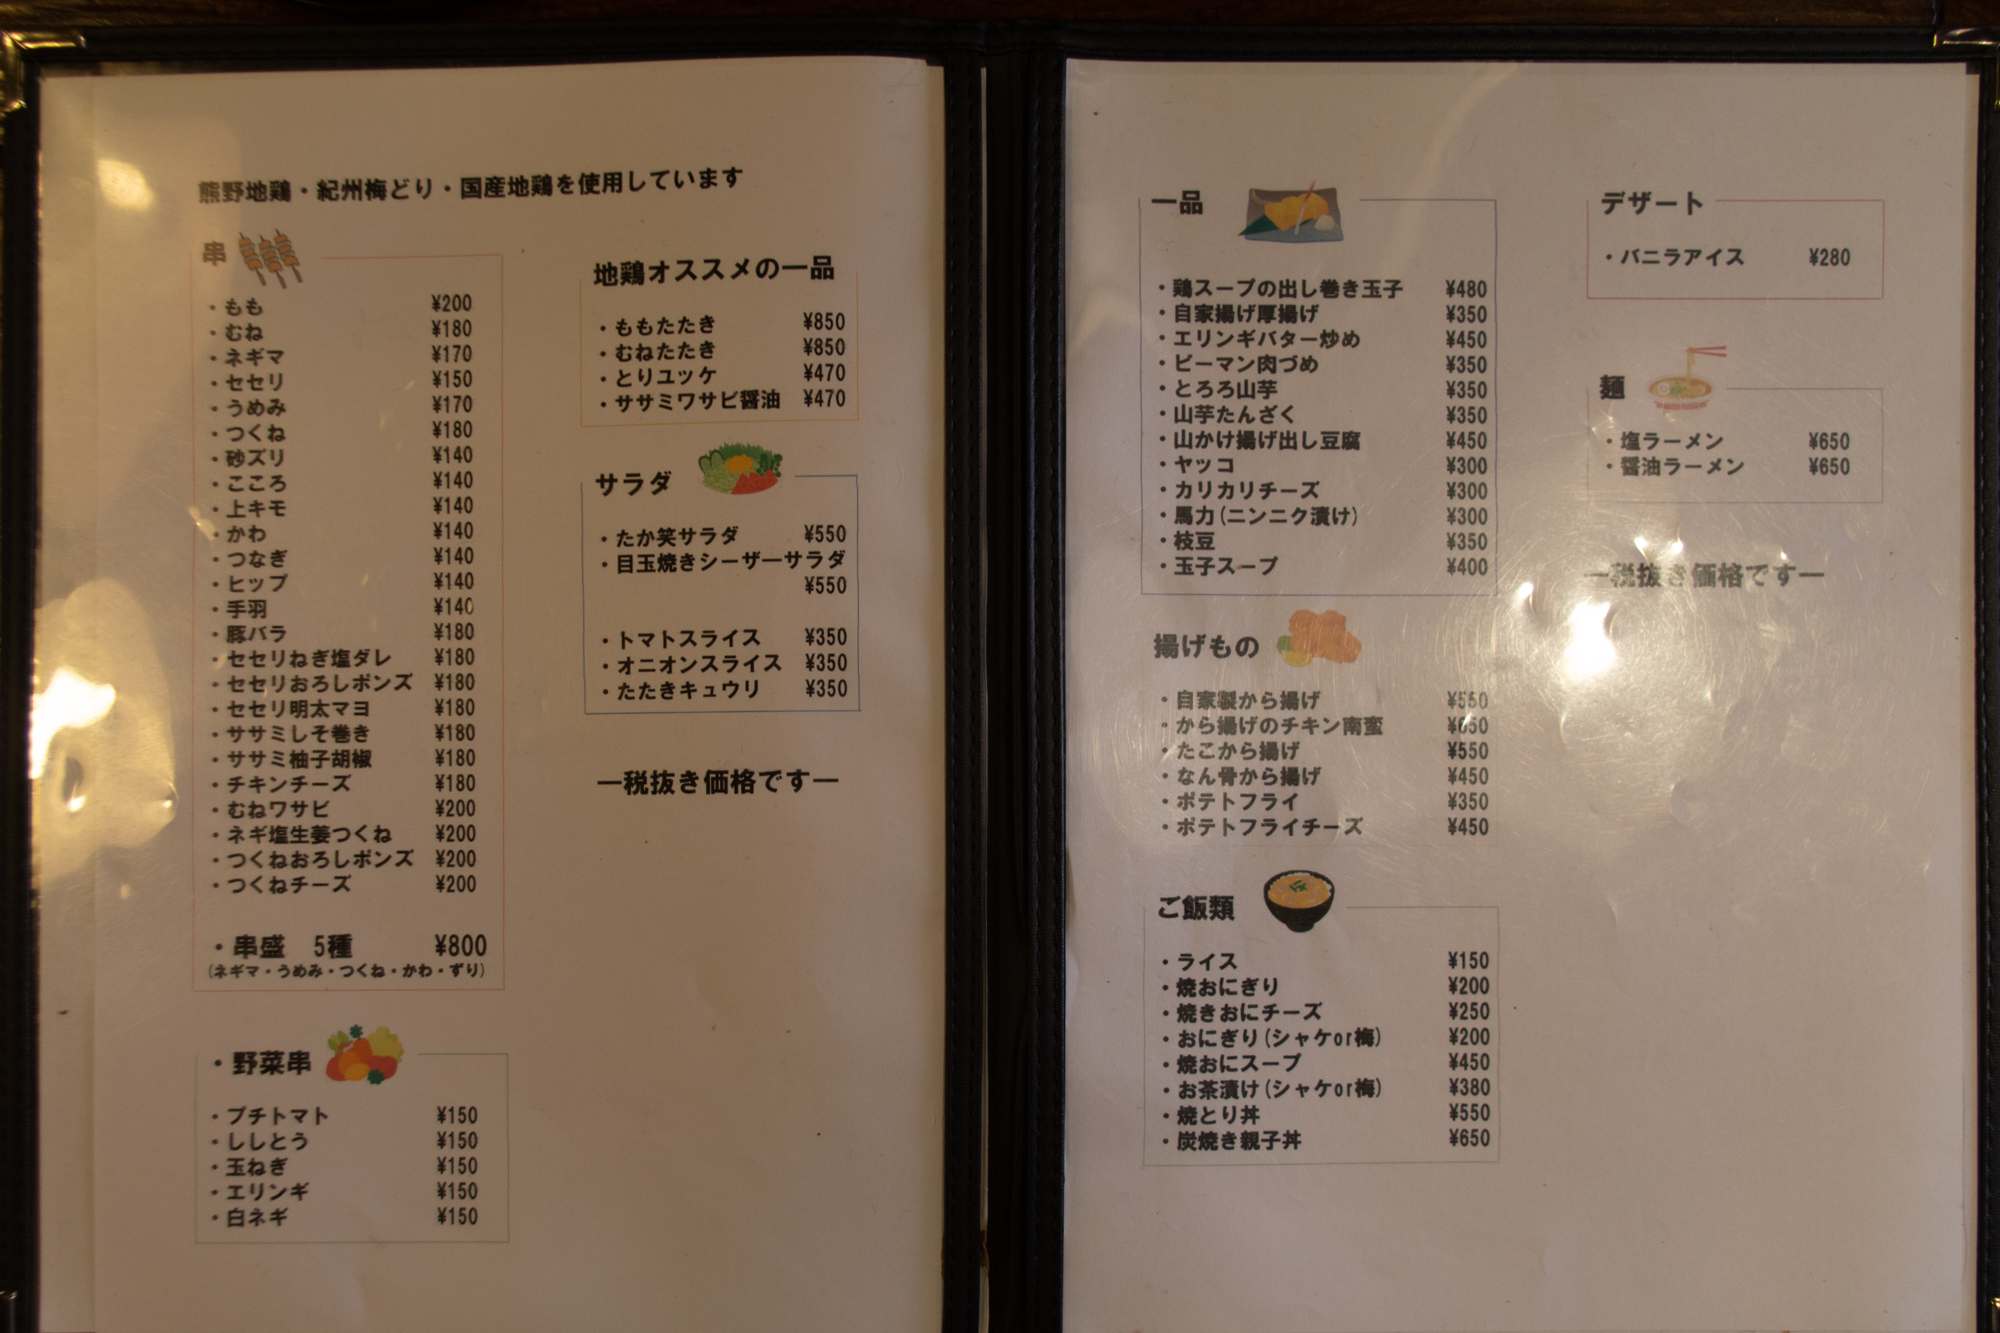 熊野地鶏・紀州梅どり・国産地鶏を使用しています
串
・もも ¥200
・むね ¥180
・ネギマ ¥170
・セセリ ¥150
・うめみ ¥170
・つくね ¥180
・砂ズリ ¥140
・こころ ¥140
・上キモ ¥140
・かわ ¥140
・つなぎ ¥140
・ヒップ ¥140
・手羽 ¥140
・豚バラ ¥180
・セセリねぎ塩ダレ ¥180
・セセリおろしポンズ ¥180
・セセリ明太マヨ ¥180
・ササミしそ巻き ¥180
・ササミ柚子胡椒 ¥180
・チキンチーズ ¥180
・むねワサビ ¥200
・ネギ塩生姜つくね ¥200
・つくねおろしポンズ ¥200
・つくねチーズ ¥200
・串盛 5種 ¥800
(ネギマ・うめみ・つくね・かわ・ずり)
・野菜串
・プチトマト ¥150
・ししとう ¥150
・玉ねぎ ¥150
・エリンギ ¥150
・白ネギ ¥150
地鶏オススメの一品
・ももたたき ¥850
・むねたたき ¥850
・とりユッケ ¥470
・ササミワサビ醤油 ¥470
サラダ
・たか笑サラダ ¥550
・目玉焼きシーザーサラダ
¥550
・トマトスライス ¥350
・オニオンスライス ¥350
・たたきキュウリ ¥350
―税抜き価格です―
一品
・鶏スープの出し巻き玉子 ¥480
・自家揚げ厚揚げ ¥350
・エリンギバター炒め ¥450
・ピーマン肉づめ ¥350
・とろろ山芋 ¥350
・山芋たんざく ¥350
・山かけ揚げ出し豆腐 ¥450
・ヤッコ ¥300
・カリカリチーズ ¥300
・馬力(ニンニク漬け) ¥300
・枝豆 ¥350
・玉子スープ ¥400
揚げもの
・自家製から揚げ ¥550
・から揚げのチキン南蛮 ¥650
・たこから揚げ ¥550
・なん骨から揚げ ¥450
・ポテトフライ ¥350
・ポテトフライチーズ ¥450
ご飯類
・ライス ¥150
・焼おにぎり ¥200
・焼きおにチーズ ¥250
・おにぎり(シャケor梅) ¥200
・焼おにスープ ¥450
・お茶漬け(シャケor梅) ¥380
・焼とり丼 ¥550
・炭焼き親子丼 ¥650
デザート
・バニラアイス ¥280
麺
・塩ラーメン ¥650
・醤油ラーメン ¥650
―税抜き価格です―